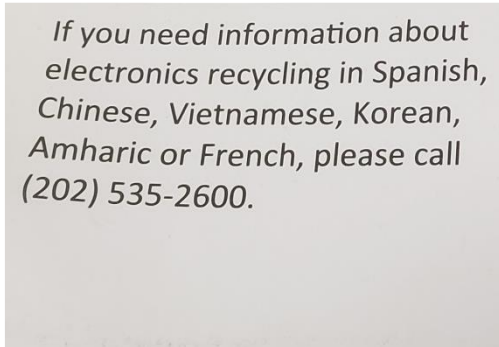 If you need information about
electronics recycling in Spanish,
Chinese, Vietnamese, Korean,
Amharic or French, please call
(202) 535-2600.